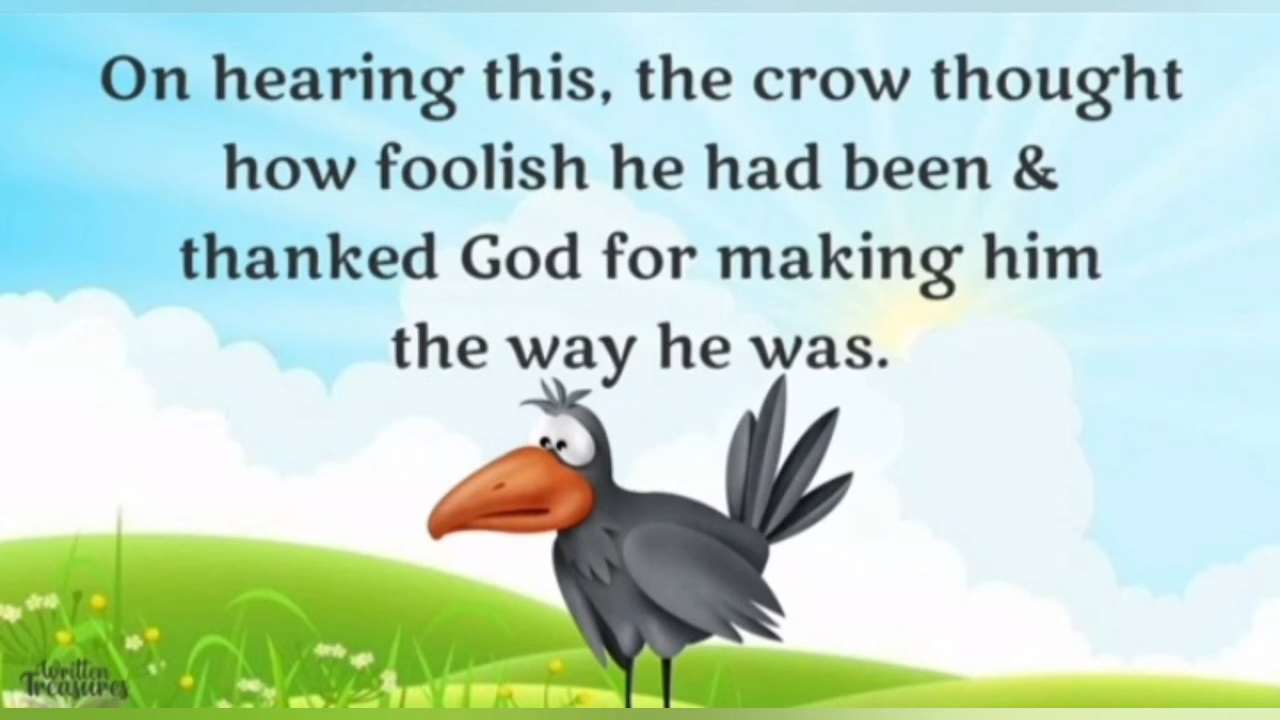 On hearing this, the crow thought
how foolish he had been &
thanked God for making him
the way he was.
Written
Treasures